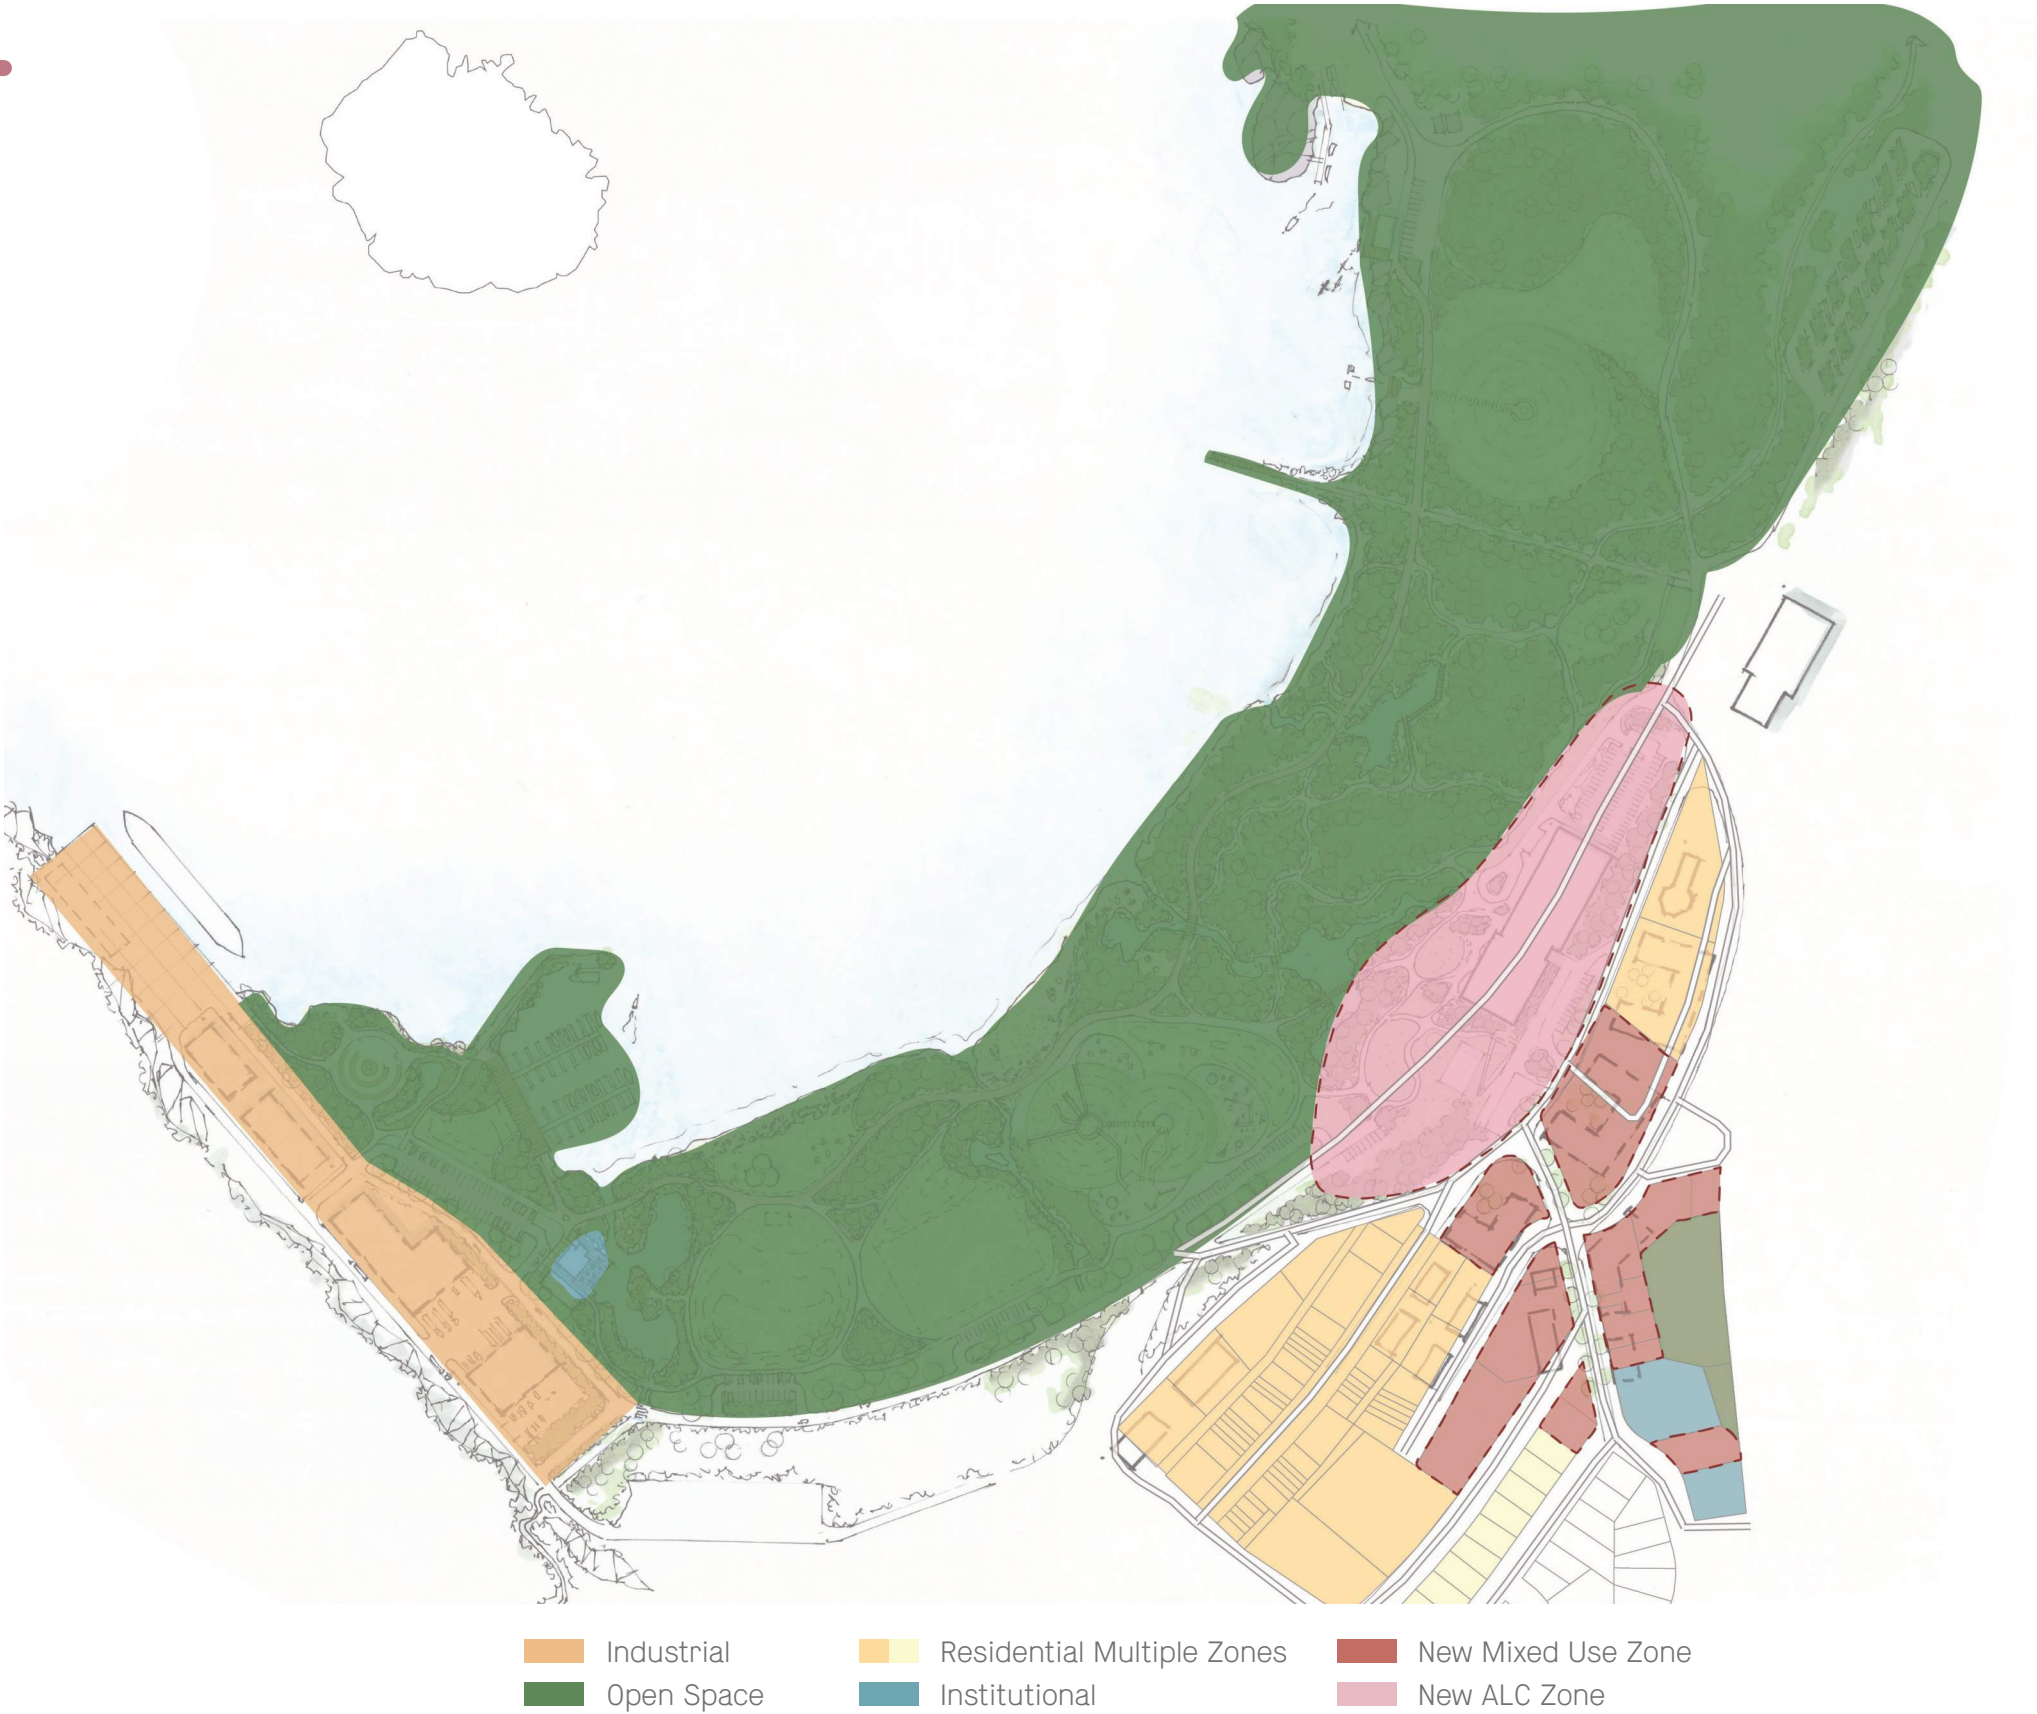 Industrial
Open Space
Residential Multiple Zones
Institutional
New Mixed Use Zone
New ALC Zone